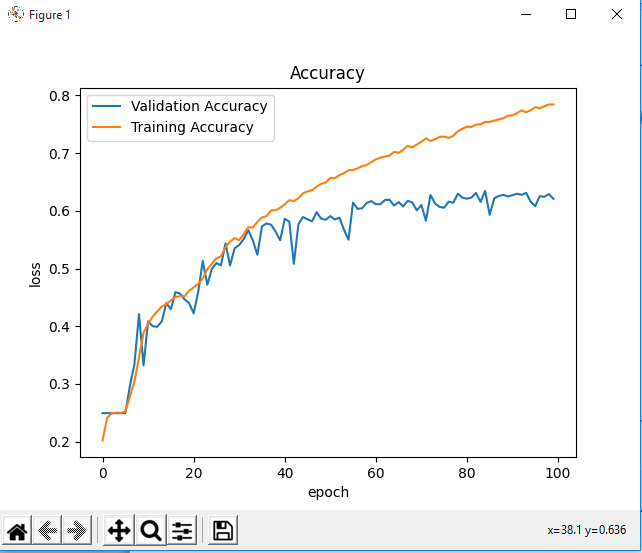 Figure 1
Accuracy
Validation Accuracy
Training Accuracy
0.8
0.7
0.6
0.5
0.4
0.3
0.2
loss
0 20 40 60 80 100
epoch
x=38.1 y=0.636